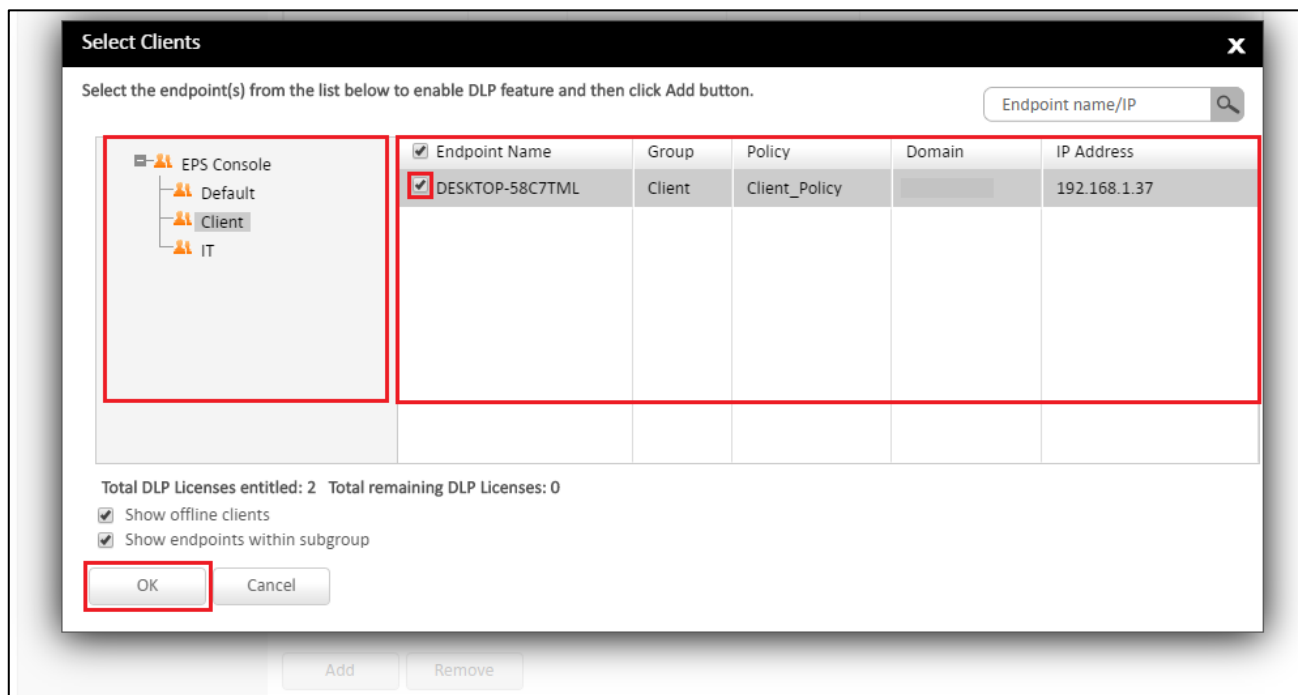 Select Clients
X
Select the endpoint(s) from the list below to enable DLP feature and then click Add button.
Endpoint name/IP
EPS Console
Default
Client
IT
Endpoint Name Group Policy Domain IP Address
DESKTOP-58C7TML Client Client_Policy 192.168.1.37
Total DLP Licenses entitled: 2 Total remaining DLP Licenses: 0
Show offline clients
Show endpoints within subgroup
OK Cancel
Add Remove